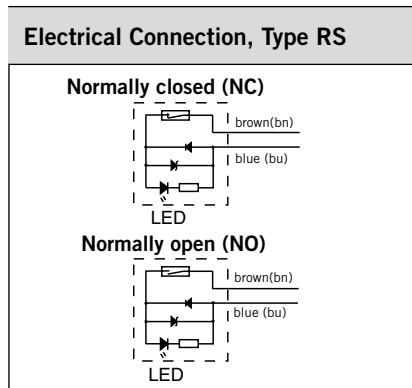 Electrical Connection, Type RS
Normally closed (NC)
brown(bn)
blue (bu)
LED
Normally open (NO)
brown(bn)
blue (bu)
LED